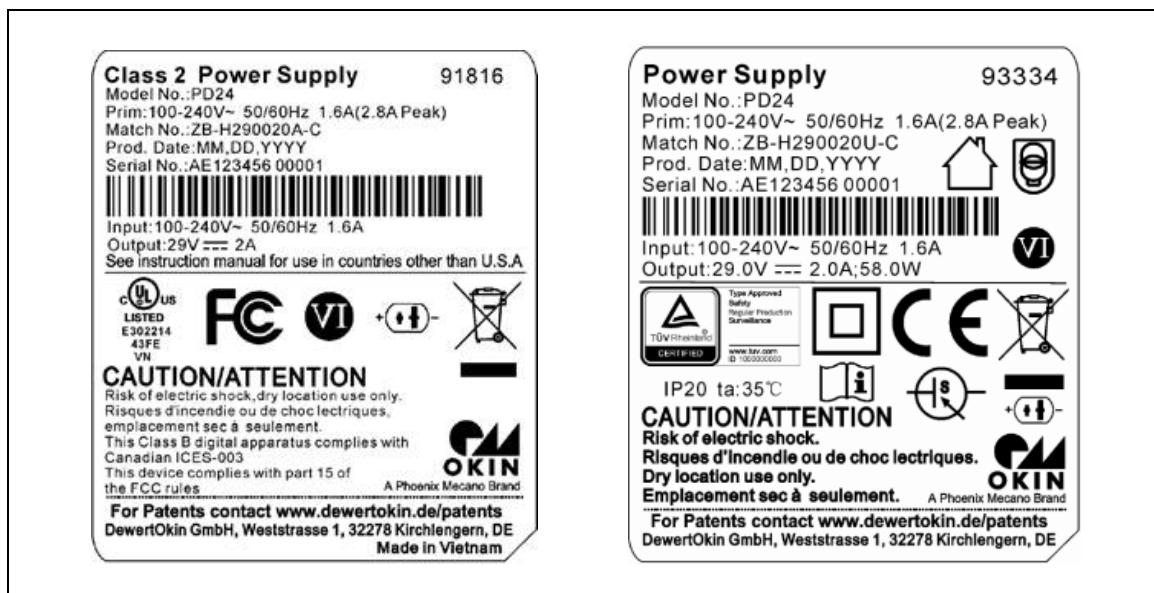 Class 2 Power Supply 91816
Model No.:PD24
Prim:100-240V~ 50/60Hz 1.6A(2.8A Peak)
Match No.:ZB-H290020A-C
Prod. Date:MM,DD,YYYY
Serial No.:AE123456 00001
Input:100-240V~ 50/60Hz 1.6A
Output:29V ⎓ 2A
See instruction manual for use in countries other than U.S.A
C UL US
LISTED
E302214
43FE
VN
FC
VI
+ -
CAUTION/ATTENTION
Risk of electric shock,dry location use only.
Risques d'incendie ou de choc lectriques,
emplacement sec à seulement.
This Class B digital apparatus complies with
Canadian ICES-003
This device complies with part 15 of
the FCC rules
OKIN
A Phoenix Mecano Brand
For Patents contact www.dewertokin.de/patents
DewertOkin GmbH, Weststrasse 1, 32278 Kirchlengern, DE
Made in Vietnam
Power Supply 93334
Model No.:PD24
Prim:100-240V~ 50/60Hz 1.6A(2.8A Peak)
Match No.:ZB-H290020U-C
Prod. Date:MM,DD,YYYY
Serial No.:AE123456 00001
Input:100-240V~ 50/60Hz 1.6A
Output:29.0V ⎓ 2.0A;58.0W
VI
TÜVRheinland
CERTIFIED
Type Approved
Safety
Regular Production
Surveillance
www.tuv.com
ID 1000000000
CE
IP20 ta:35℃
i
S
+ -
CAUTION/ATTENTION
Risk of electric shock.
Risques d'incendie ou de choc lectriques.
Dry location use only.
Emplacement sec à seulement.
OKIN
A Phoenix Mecano Brand
For Patents contact www.dewertokin.de/patents
DewertOkin GmbH, Weststrasse 1, 32278 Kirchlengern, DE